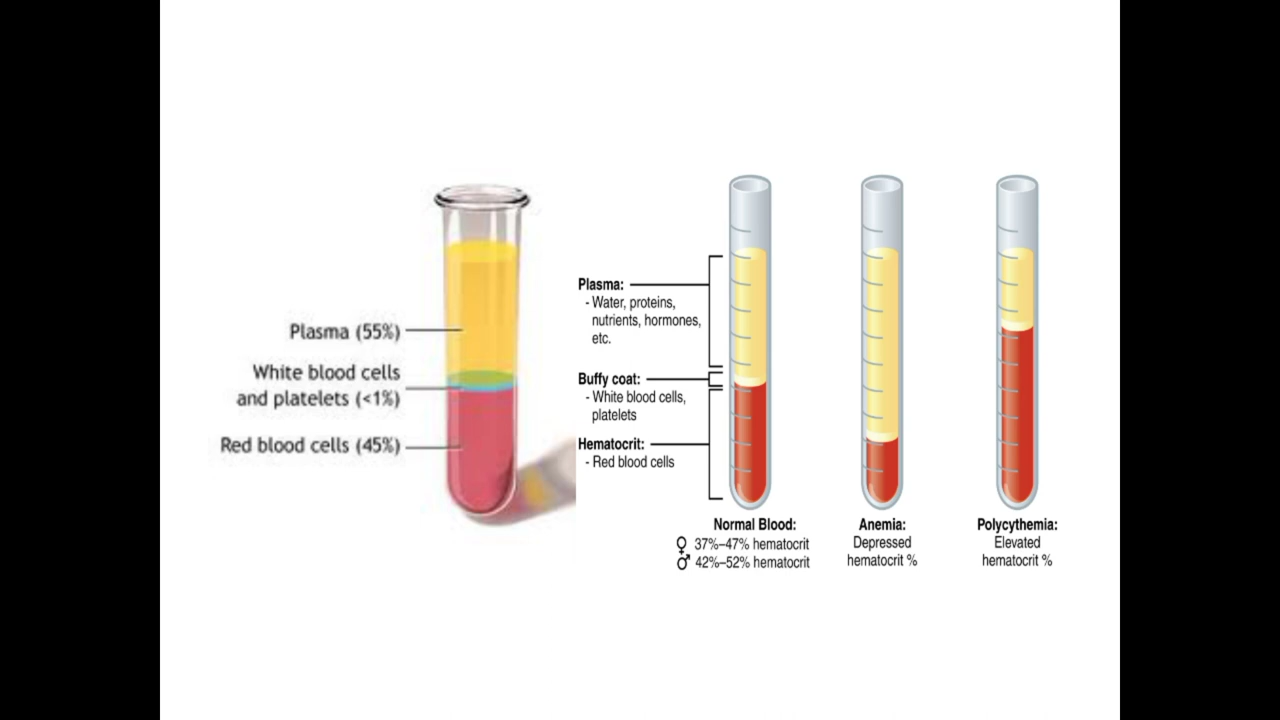 Plasma (55%)
White blood cells
and platelets (<1%)
Red blood cells (45%)
Plasma:
- Water, proteins,
nutrients, hormones,
etc.
Buffy coat:
- White blood cells,
platelets
Hematocrit:
- Red blood cells
Normal Blood:
♀ 37%–47% hematocrit
♂ 42%–52% hematocrit
Anemia:
Depressed
hematocrit %
Polycythemia:
Elevated
hematocrit %